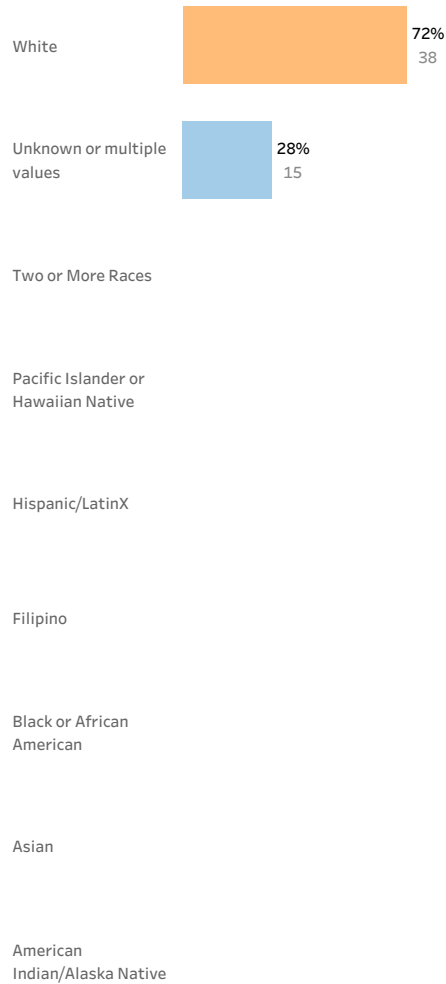 White
72%
38
Unknown or multiple
values
28%
15
Two or More Races
Pacific Islander or
Hawaiian Native
Hispanic/LatinX
Filipino
Black or African
American
Asian
American
Indian/Alaska Native